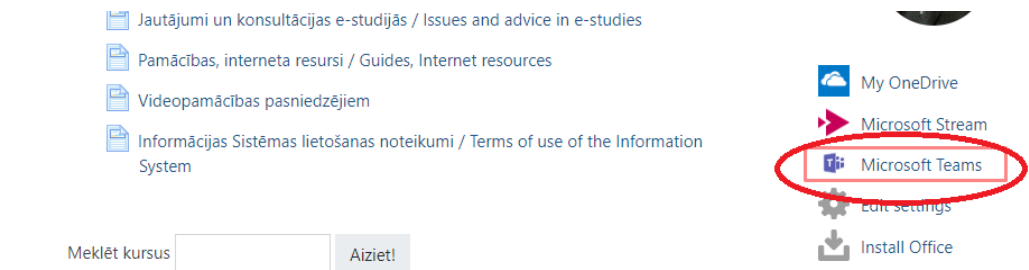 Jautājumi un konsultācijas e-studijās / Issues and advice in e-studies
Pamācības, interneta resursi / Guides, Internet resources
Videopamācības pasniedzējiem
Informācijas Sistēmas lietošanas noteikumi / Terms of use of the Information
System
Meklēt kursus
Aiziet!
My OneDrive
Microsoft Stream
Microsoft Teams
Edit settings
Install Office